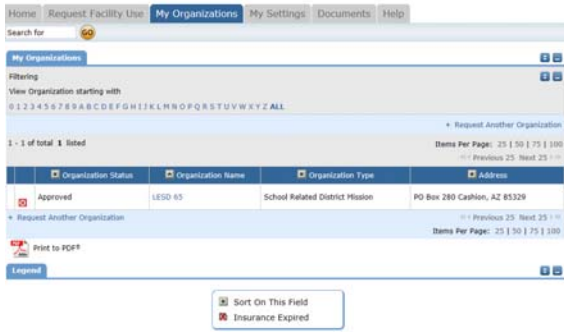 Home Request Facility Use My Organizations My Settings Documents Help
Search for GO
My Organizations
Filtering
View Organization starting with
0 1 2 3 4 5 6 7 8 9 A B C D E F G H I J K L M N O P Q R S T U V W X Y Z ALL
+ Request Another Organization
1 - 1 of total 1 listed Items Per Page: 25 | 50 | 75 | 100
<< Previous 25 Next 25 >>
Organization Status Organization Name Organization Type Address
Approved LESD 65 School Related District Mission PO Box 280 Cashion, AZ 85329
+ Request Another Organization << Previous 25 Next 25 >>
Items Per Page: 25 | 50 | 75 | 100
Print to PDF®
Legend
Sort On This Field
Insurance Expired